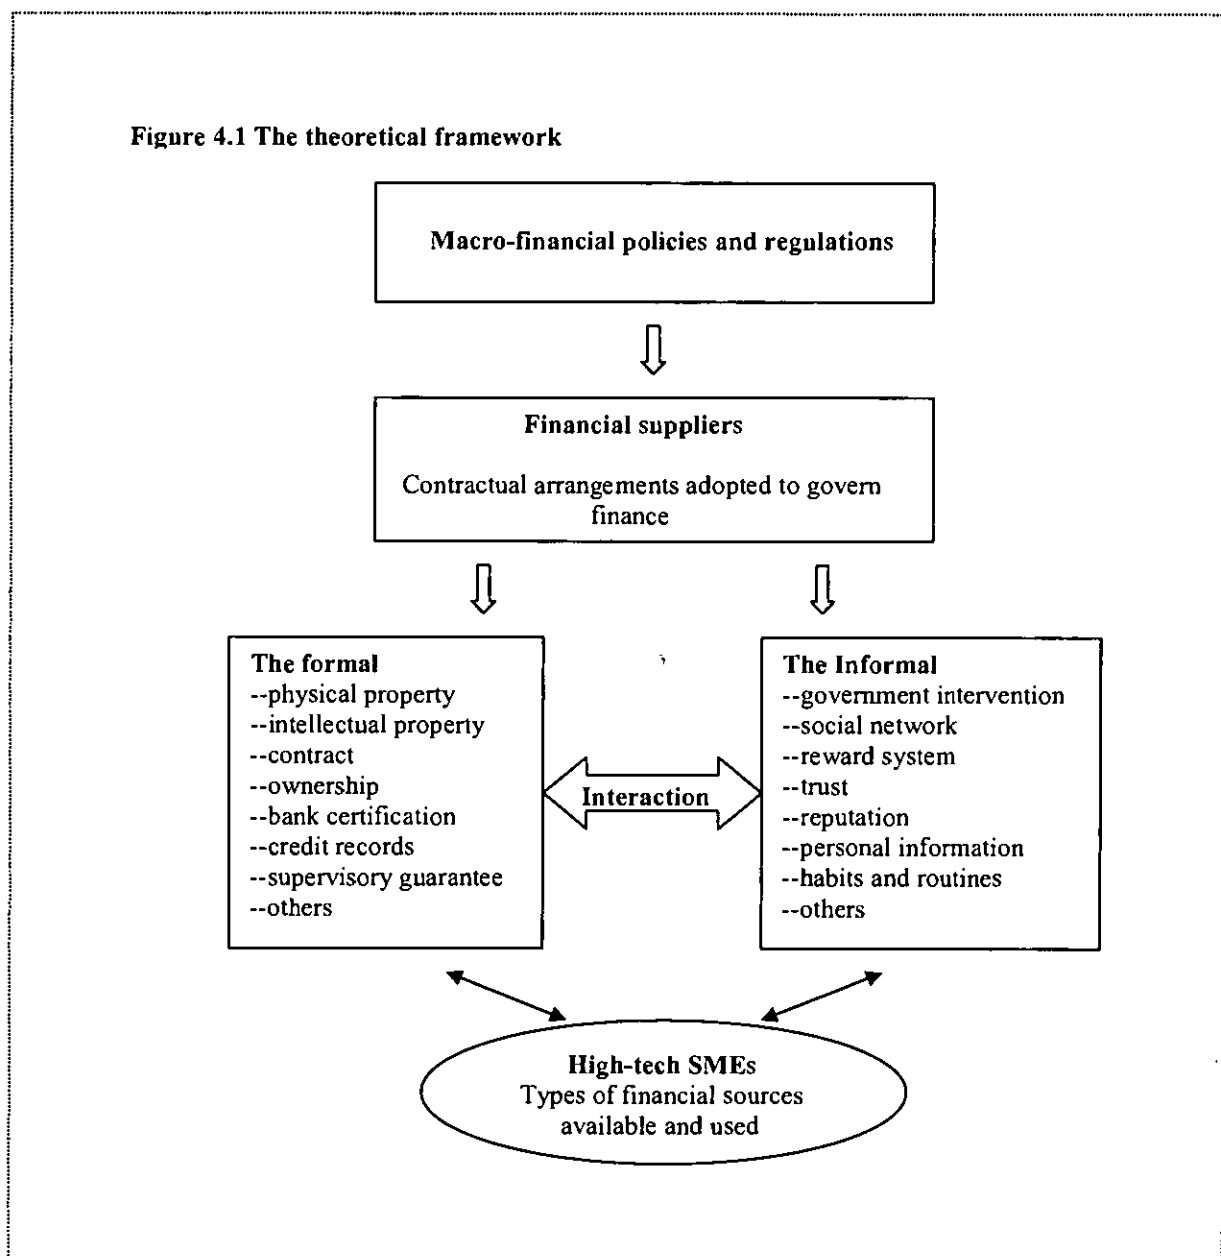 Figure 4.1 The theoretical framework
Macro-financial policies and regulations
Financial suppliers
Contractual arrangements adopted to govern
finance
The formal
--physical property
--intellectual property
--contract
--ownership
--bank certification
--credit records
--supervisory guarantee
--others
Interaction
The Informal
--government intervention
--social network
--reward system
--trust
--reputation
--personal information
--habits and routines
--others
High-tech SMEs
Types of financial sources
available and used